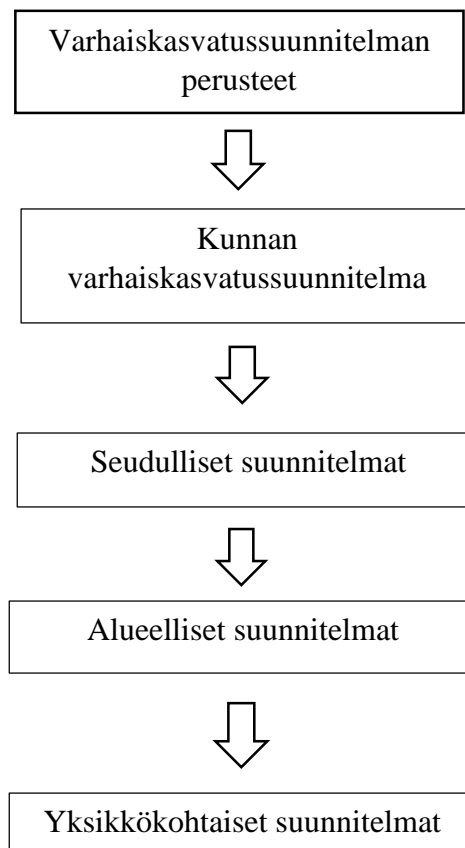 Varhaiskasvatussuunnitelman
perusteet
Kunnan
varhaiskasvatussuunnitelma
Seudulliset suunnitelmat
Alueelliset suunnitelmat
Yksikkökohtaiset suunnitelmat